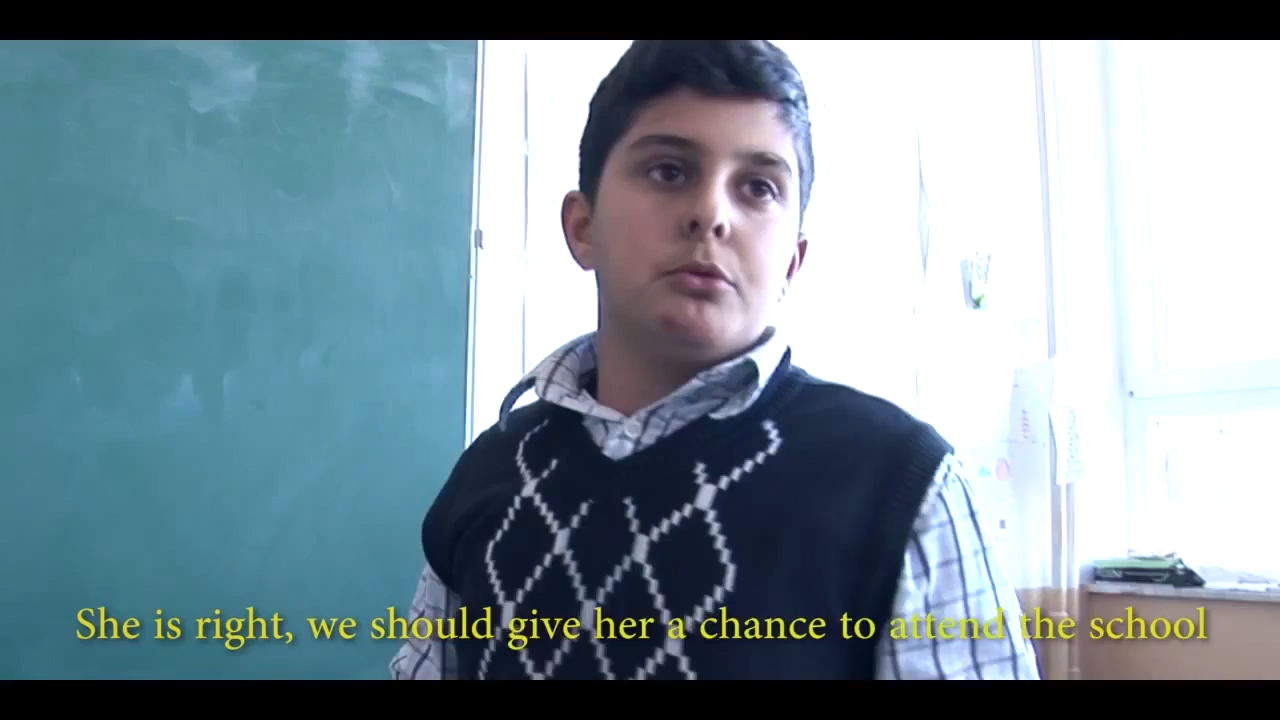 She is right, we should give her a chance to attend the school